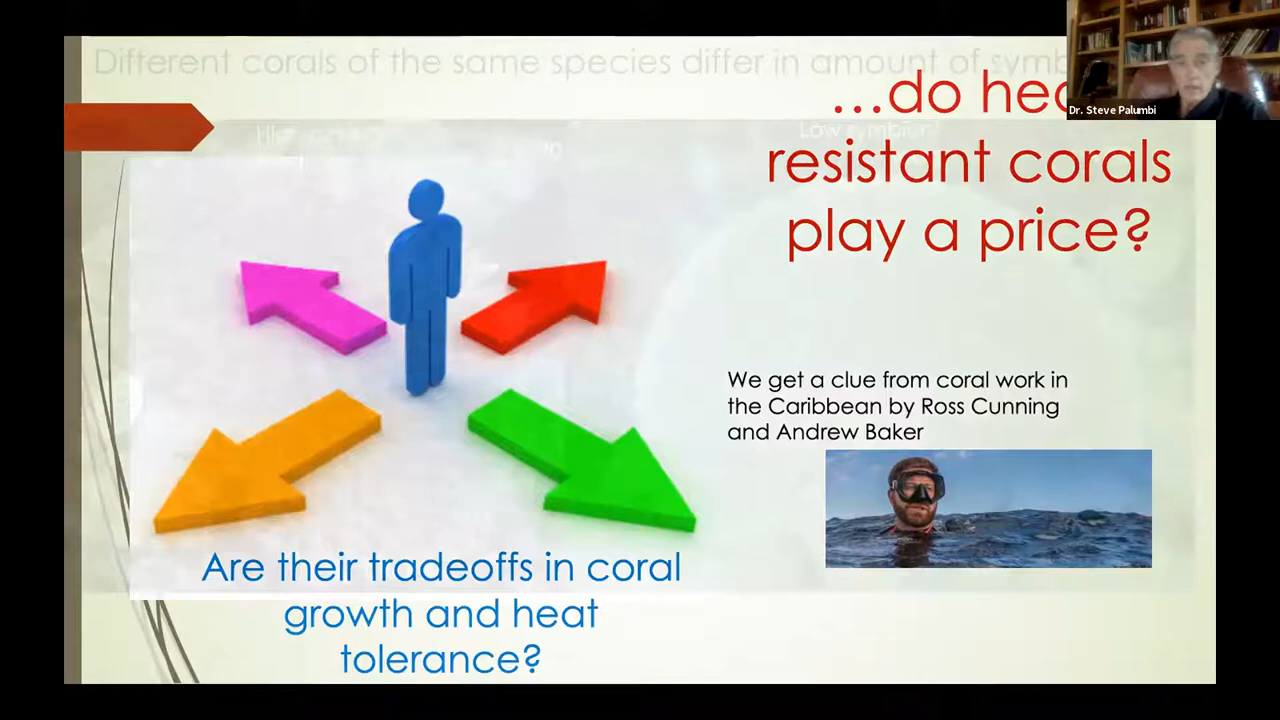 Different corals of the same species differ in amount of symb
…do hea
resistant corals
play a price?
Dr. Steve Palumbi
Low symbiont
We get a clue from coral work in
the Caribbean by Ross Cunning
and Andrew Baker
Are their tradeoffs in coral
growth and heat
tolerance?